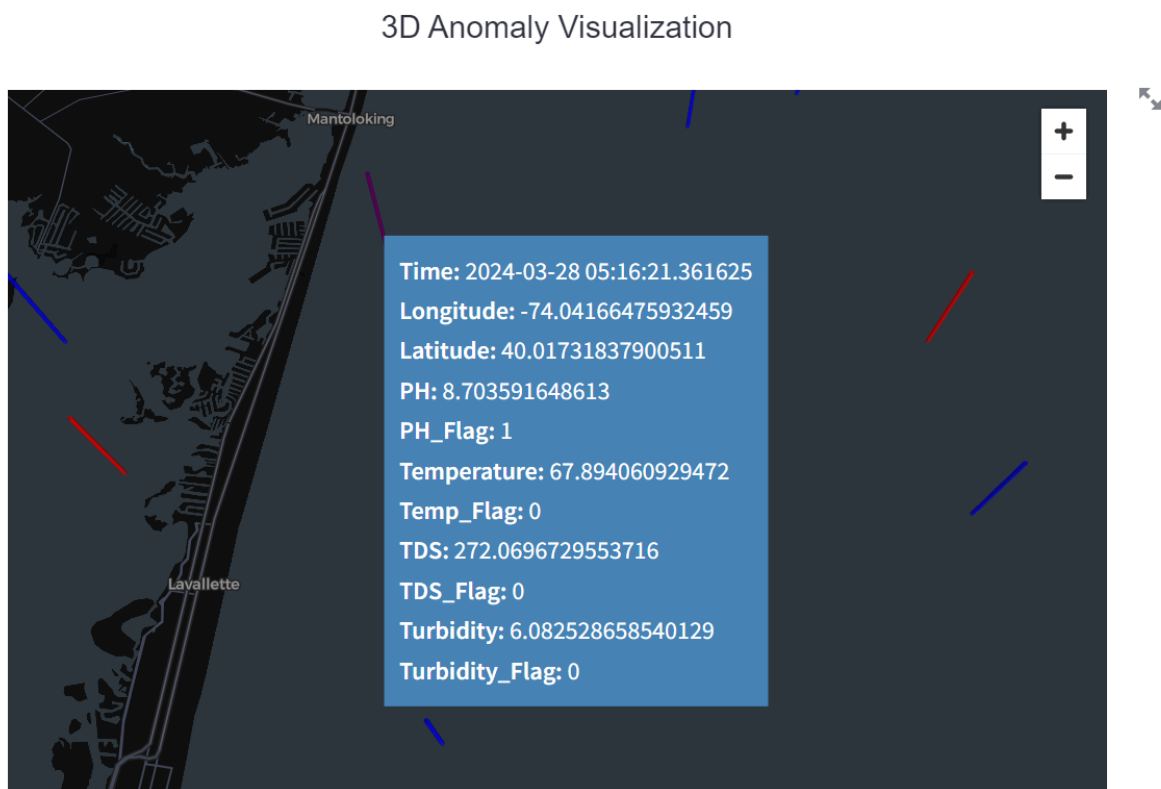 3D Anomaly Visualization
Mantoloking
+
−
Time: 2024-03-28 05:16:21.361625
Longitude: -74.04166475932459
Latitude: 40.01731837900511
PH: 8.703591648613
PH_Flag: 1
Temperature: 67.894060929472
Temp_Flag: 0
TDS: 272.0696729553716
TDS_Flag: 0
Lavallette
Turbidity: 6.082528658540129
Turbidity_Flag: 0